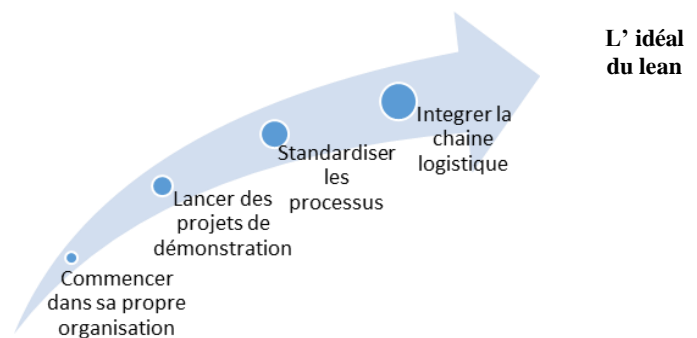 L' idéal
du lean
Integrer la
chaine
logistique
Standardiser
les
processus
Lancer des
projets de
démonstration
Commencer
dans sa propre
organisation